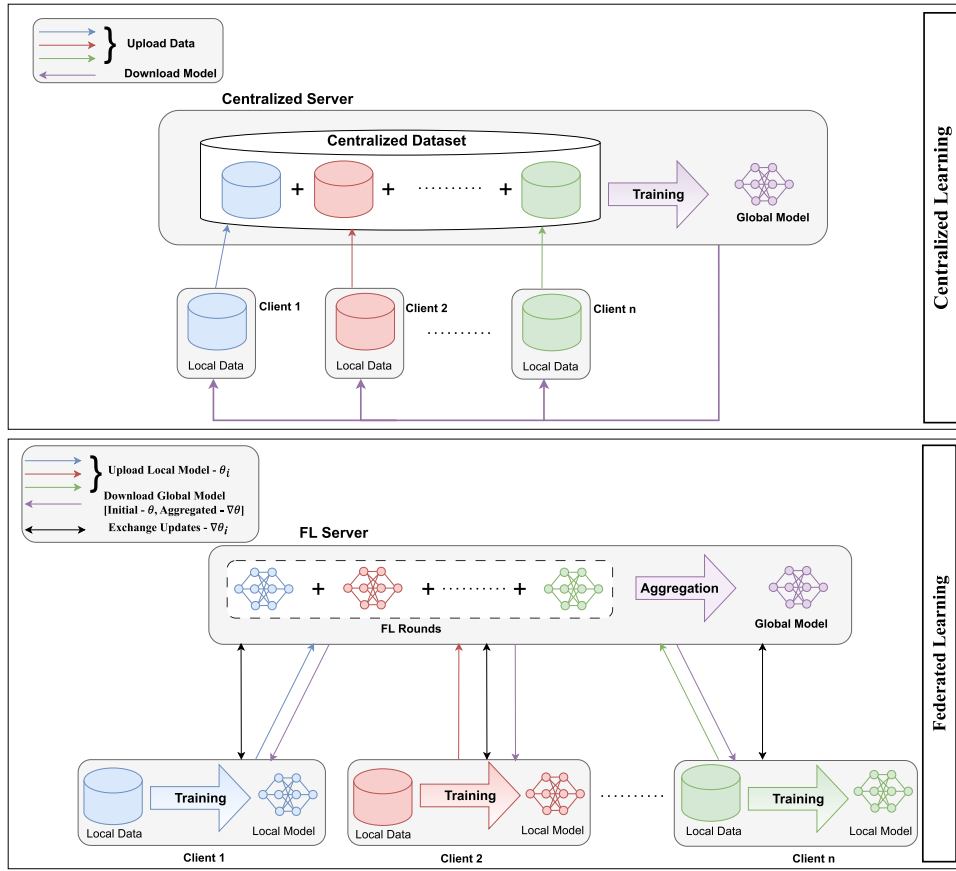 Upload Data
Download Model
Centralized Server
Centralized Dataset
+ + ......... +
Training
Global Model
Client 1
Client 2
Client n
..........
Local Data
Local Data
Local Data
Centralized Learning
Upload Local Model - θi
Download Global Model
[Initial - θ, Aggregated - ∇θ]
Exchange Updates - ∇θi
FL Server
+ + .......... +
Aggregation
FL Rounds
Global Model
Training
Local Data
Local Model
Client 1
Training
Local Data
Local Model
Client 2
..........
Training
Local Data
Local Model
Client n
Federated Learning